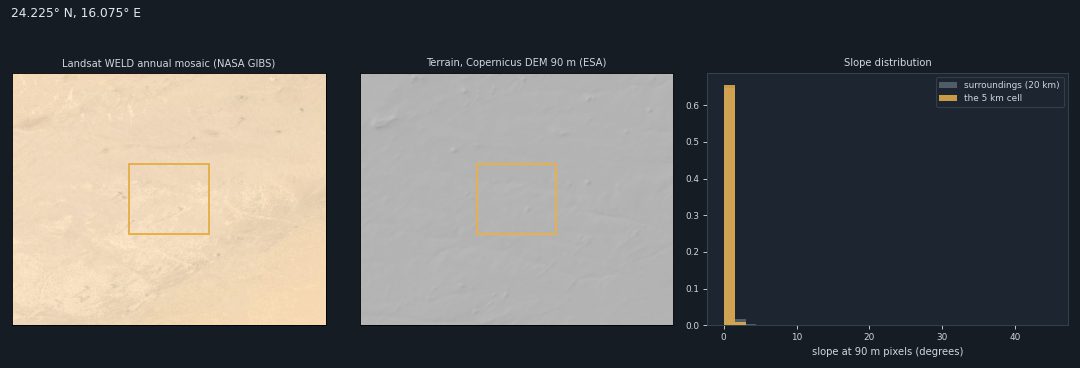 24.225° N, 16.075° E
Landsat WELD annual mosaic (NASA GIBS)
Terrain, Copernicus DEM 90 m (ESA)
Slope distribution
surroundings (20 km)
the 5 km cell
0.6
0.5
0.4
0.3
0.2
0.1
0.0
0 10 20 30 40
slope at 90 m pixels (degrees)